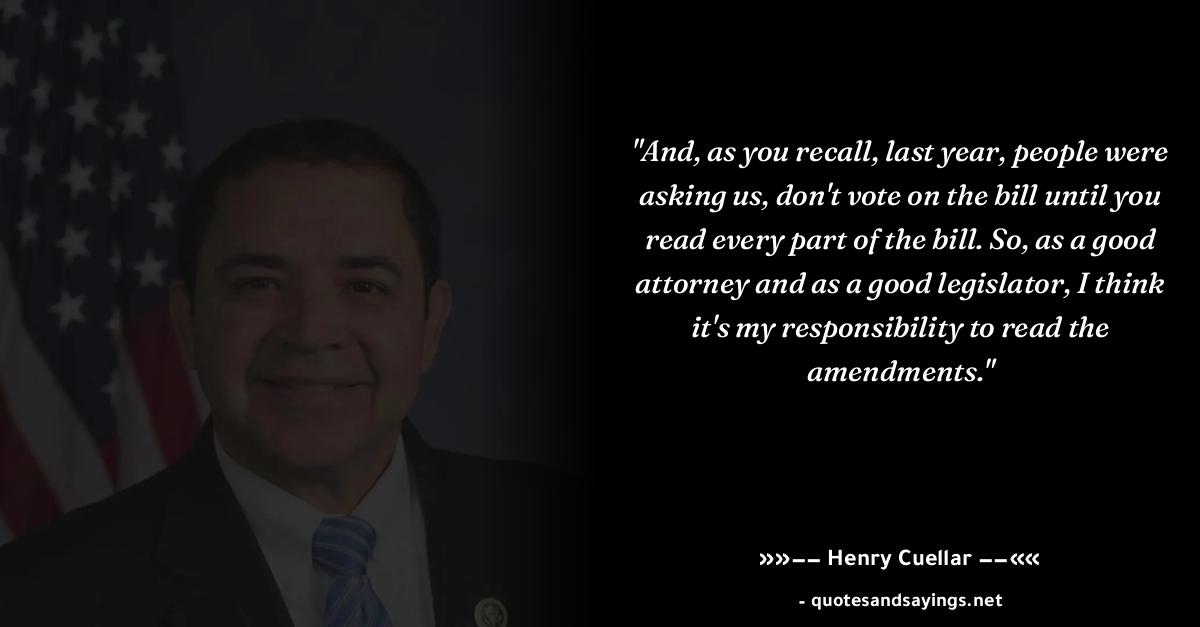 "And, as you recall, last year, people were
asking us, don't vote on the bill until you
read every part of the bill. So, as a good
attorney and as a good legislator, I think
it's my responsibility to read the
amendments."
»»–– Henry Cuellar ––««
- quotesandsayings.net